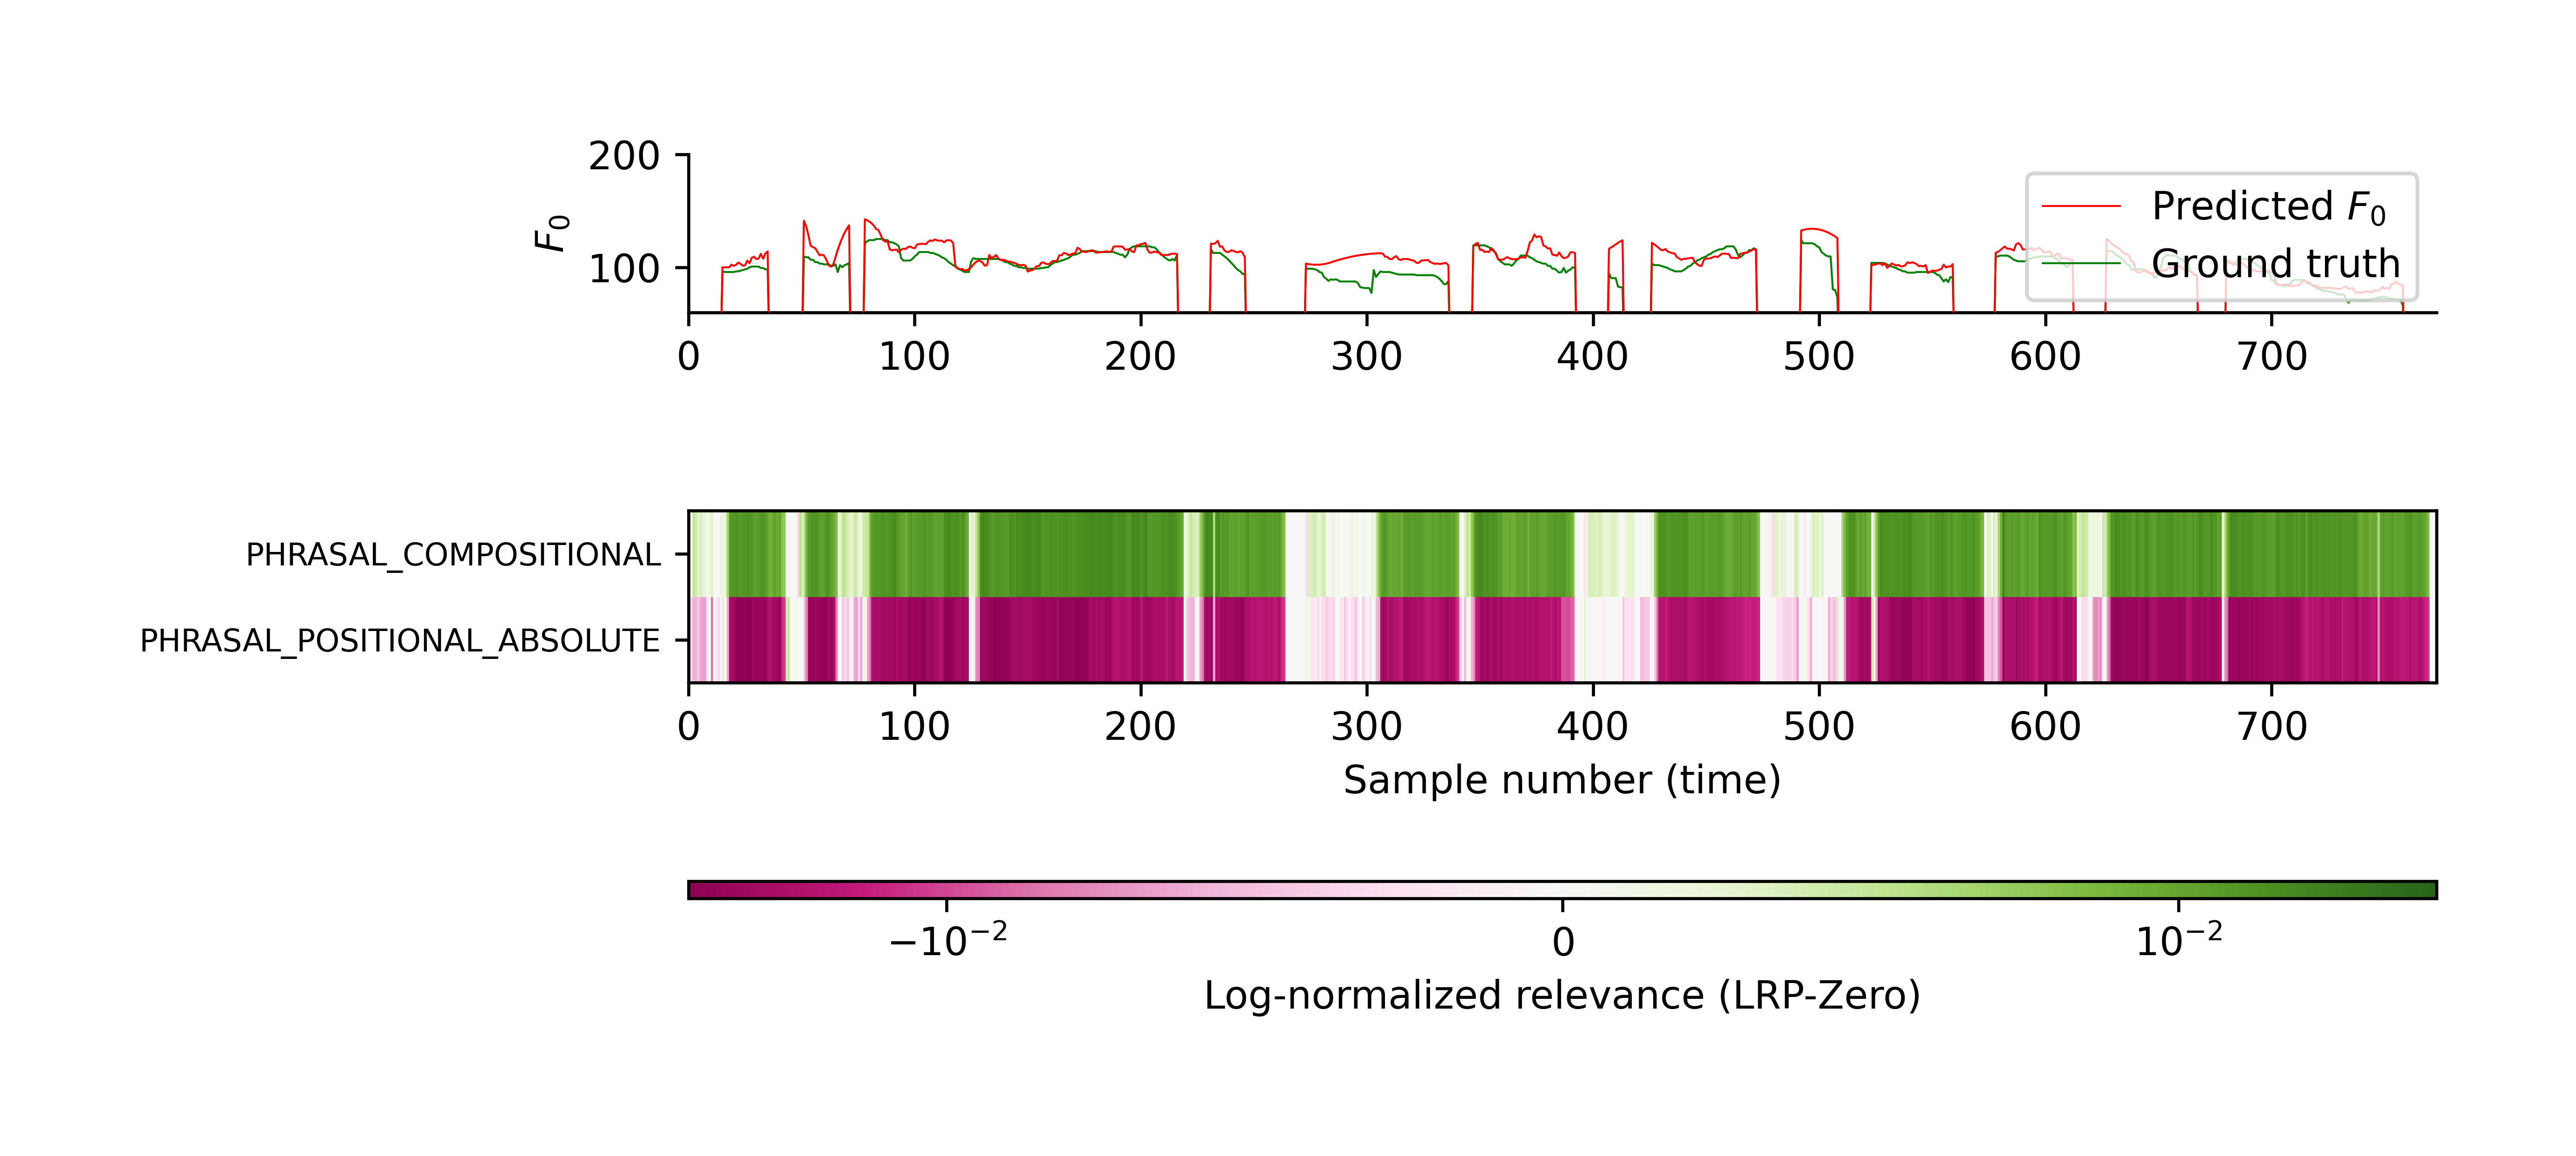 200
100
F₀
Predicted F₀
Ground truth
0 100 200 300 400 500 600 700
PHRASAL_COMPOSITIONAL
PHRASAL_POSITIONAL_ABSOLUTE
0 100 200 300 400 500 600 700
Sample number (time)
−10⁻² 0 10⁻²
Log-normalized relevance (LRP-Zero)